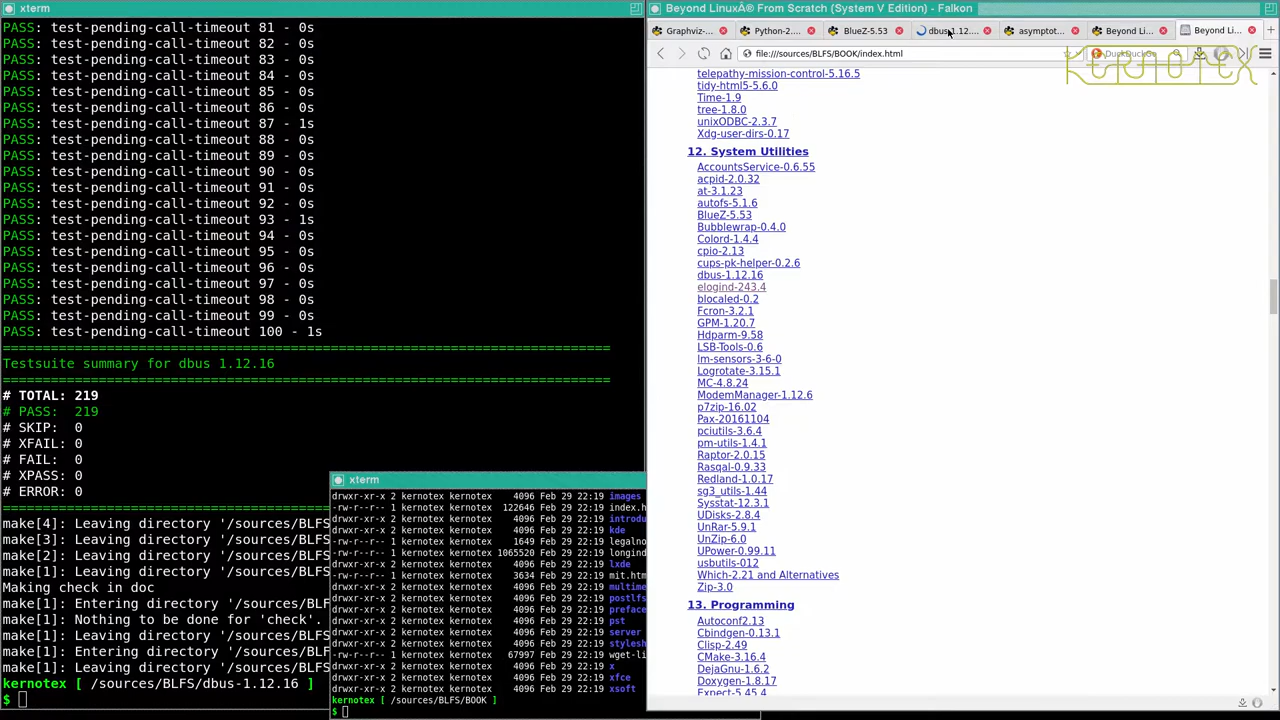 xterm
PASS: test-pending-call-timeout 81 - 0s
PASS: test-pending-call-timeout 82 - 0s
PASS: test-pending-call-timeout 83 - 0s
PASS: test-pending-call-timeout 84 - 0s
PASS: test-pending-call-timeout 85 - 0s
PASS: test-pending-call-timeout 86 - 0s
PASS: test-pending-call-timeout 87 - 1s
PASS: test-pending-call-timeout 88 - 0s
PASS: test-pending-call-timeout 89 - 0s
PASS: test-pending-call-timeout 90 - 0s
PASS: test-pending-call-timeout 91 - 0s
PASS: test-pending-call-timeout 92 - 0s
PASS: test-pending-call-timeout 93 - 1s
PASS: test-pending-call-timeout 94 - 0s
PASS: test-pending-call-timeout 95 - 0s
PASS: test-pending-call-timeout 96 - 0s
PASS: test-pending-call-timeout 97 - 0s
PASS: test-pending-call-timeout 98 - 0s
PASS: test-pending-call-timeout 99 - 0s
PASS: test-pending-call-timeout 100 - 1s
============================================================================
Testsuite summary for dbus 1.12.16
============================================================================
# TOTAL: 219
# PASS:  219
# SKIP:  0
# XFAIL: 0
# FAIL:  0
# XPASS: 0
# ERROR: 0
============================================================================
make[4]: Leaving directory '/sources/BLFS
make[3]: Leaving directory '/sources/BLFS
make[2]: Leaving directory '/sources/BLFS
make[1]: Leaving directory '/sources/BLFS
Making check in doc
make[1]: Entering directory '/sources/BLF
make[1]: Nothing to be done for 'check'.
make[1]: Leaving directory '/sources/BLFS
make[1]: Entering directory '/sources/BLF
make[1]: Leaving directory '/sources/BLFS
kernotex [ /sources/BLFS/dbus-1.12.16 ]
$
xterm
drwxr-xr-x 2 kernotex kernotex    4096 Feb 29 22:19 images
-rw-r--r-- 1 kernotex kernotex  122646 Feb 29 22:19 index.h
drwxr-xr-x 2 kernotex kernotex    4096 Feb 29 22:19 introdu
drwxr-xr-x 2 kernotex kernotex    4096 Feb 29 22:19 kde
-rw-r--r-- 1 kernotex kernotex    1649 Feb 29 22:19 legalno
-rw-r--r-- 1 kernotex kernotex 1065520 Feb 29 22:19 longind
drwxr-xr-x 2 kernotex kernotex    4096 Feb 29 22:19 lxde
-rw-r--r-- 1 kernotex kernotex    3634 Feb 29 22:19 mit.htm
drwxr-xr-x 2 kernotex kernotex    4096 Feb 29 22:19 multime
drwxr-xr-x 2 kernotex kernotex    4096 Feb 29 22:19 postlfs
drwxr-xr-x 2 kernotex kernotex    4096 Feb 29 22:19 preface
drwxr-xr-x 2 kernotex kernotex    4096 Feb 29 22:19 pst
drwxr-xr-x 2 kernotex kernotex    4096 Feb 29 22:19 server
drwxr-xr-x 2 kernotex kernotex    4096 Feb 29 22:19 stylesh
-rw-r--r-- 1 kernotex kernotex   67997 Feb 29 22:19 wget-li
drwxr-xr-x 2 kernotex kernotex    4096 Feb 29 22:19 x
drwxr-xr-x 2 kernotex kernotex    4096 Feb 29 22:19 xfce
drwxr-xr-x 2 kernotex kernotex    4096 Feb 29 22:19 xsoft
kernotex [ /sources/BLFS/BOOK ]
$
Beyond LinuxÂ® From Scratch (System V Edition) - Falkon
Graphviz-... Python-2.... BlueZ-5.53 dbus-1.12.... asymptot... Beyond Li... Beyond Li...
file:///sources/BLFS/BOOK/index.html DuckDuckGo
KERNOTEX
telepathy-mission-control-5.16.5
tidy-html5-5.6.0
Time-1.9
tree-1.8.0
unixODBC-2.3.7
Xdg-user-dirs-0.17
12. System Utilities
AccountsService-0.6.55
acpid-2.0.32
at-3.1.23
autofs-5.1.6
BlueZ-5.53
Bubblewrap-0.4.0
Colord-1.4.4
cpio-2.13
cups-pk-helper-0.2.6
dbus-1.12.16
elogind-243.4
blocaled-0.2
Fcron-3.2.1
GPM-1.20.7
Hdparm-9.58
LSB-Tools-0.6
lm-sensors-3-6-0
Logrotate-3.15.1
MC-4.8.24
ModemManager-1.12.6
p7zip-16.02
Pax-20161104
pciutils-3.6.4
pm-utils-1.4.1
Raptor-2.0.15
Rasqal-0.9.33
Redland-1.0.17
sg3_utils-1.44
Sysstat-12.3.1
UDisks-2.8.4
UnRar-5.9.1
UnZip-6.0
UPower-0.99.11
usbutils-012
Which-2.21 and Alternatives
Zip-3.0
13. Programming
Autoconf2.13
Cbindgen-0.13.1
Clisp-2.49
CMake-3.16.4
DejaGnu-1.6.2
Doxygen-1.8.17
Expect-5.45.4